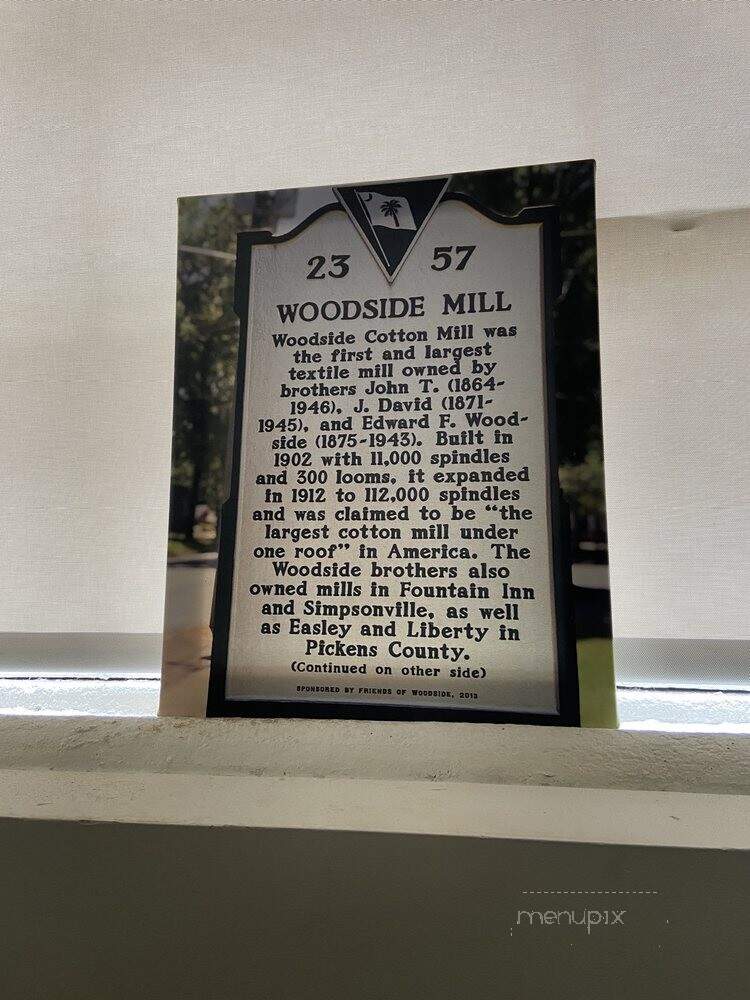 23 57
WOODSIDE MILL
Woodside Cotton Mill was
the first and largest
textile mill owned by
brothers John T. (1864-
1946), J. David (1871-
1945), and Edward F. Wood-
side (1875-1943). Built in
1902 with 11,000 spindles
and 300 looms, it expanded
in 1912 to 112,000 spindles
and was claimed to be “the
largest cotton mill under
one roof” in America. The
Woodside brothers also
owned mills in Fountain Inn
and Simpsonville, as well
as Easley and Liberty in
Pickens County.
(Continued on other side)
SPONSORED BY FRIENDS OF WOODSIDE, 2013
menupix